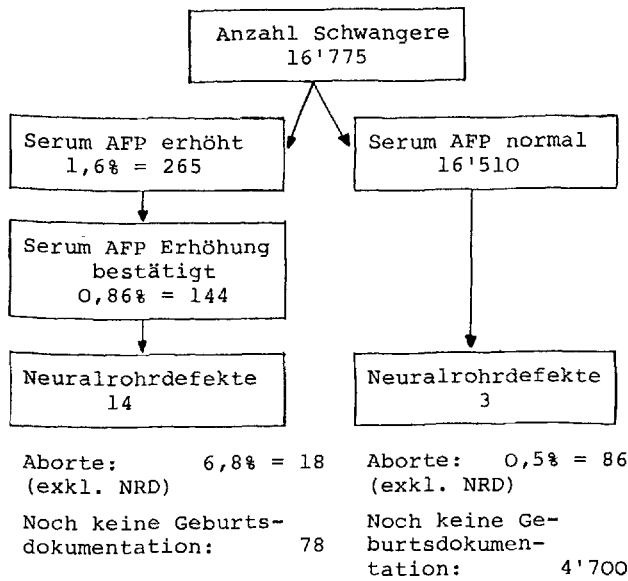 Anzahl Schwangere
16'775
Serum AFP erhöht
1,6% = 265
Serum AFP normal
16'510
Serum AFP Erhöhung
bestätigt
0,86% = 144
Neuralrohrdefekte
14
Neuralrohrdefekte
3
Aborte: 6,8% = 18
(exkl. NRD)
Noch keine Geburts-
dokumentation: 78
Aborte: 0,5% = 86
(exkl. NRD)
Noch keine Ge-
burtsdokumen-
tation: 4'700